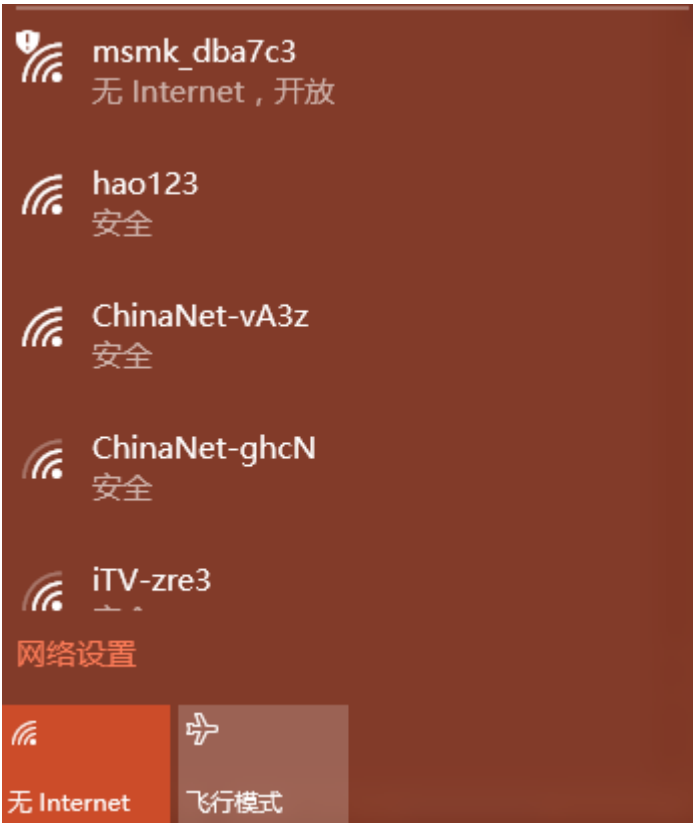 msmk_dba7c3
无 Internet，开放
hao123
安全
ChinaNet-vA3z
安全
ChinaNet-ghcN
安全
iTV-zre3
网络设置
无 Internet
飞行模式